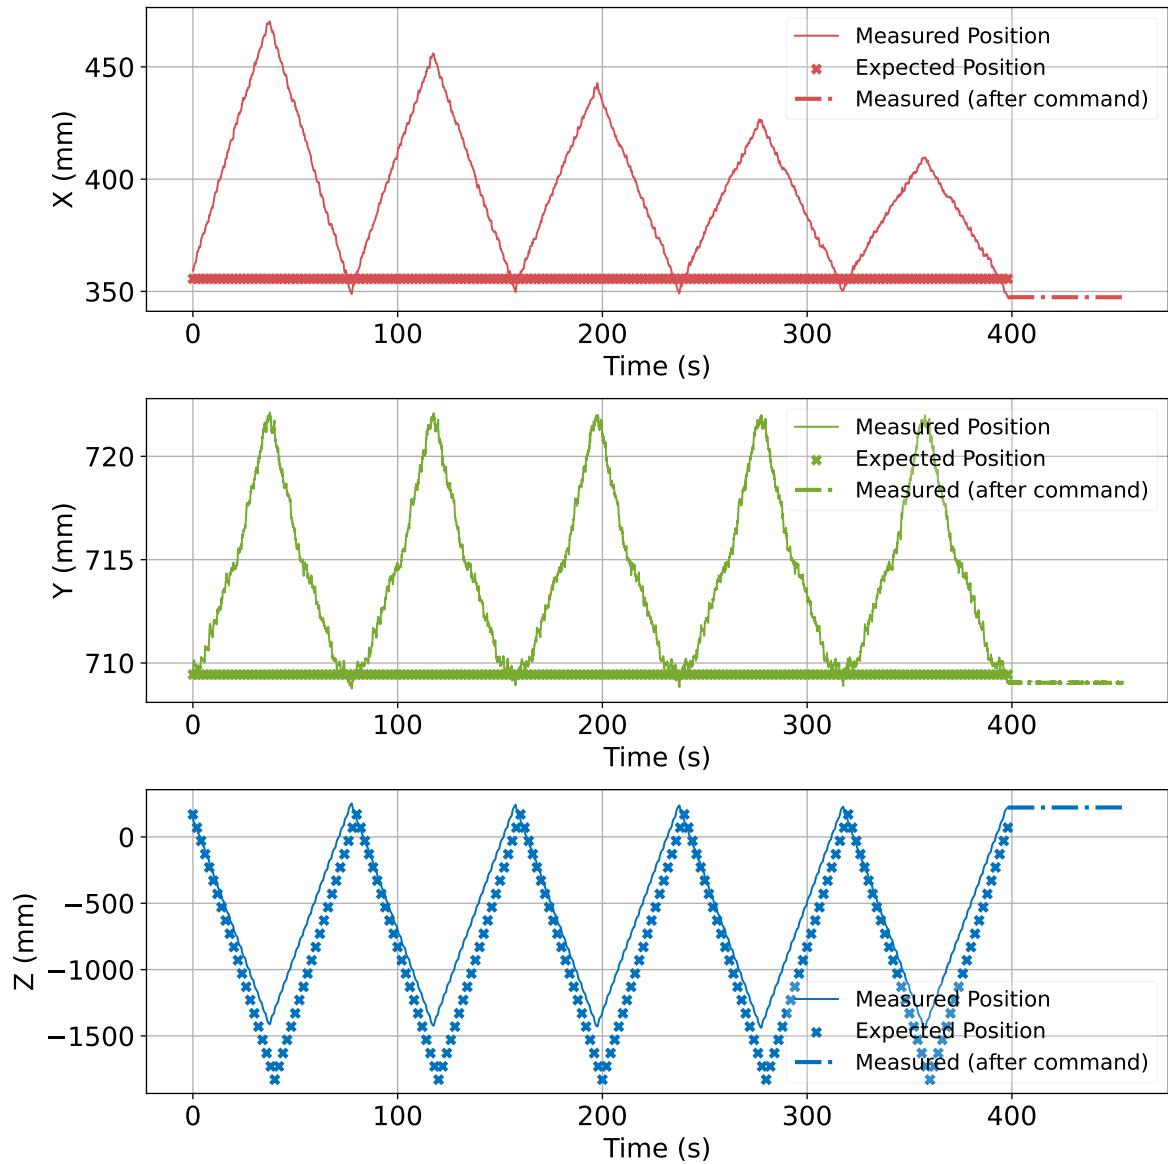 Measured Position
Expected Position
Measured (after command)
450
400
350
X (mm)
0 100 200 300 400
Time (s)
Measured Position
Expected Position
Measured (after command)
720
715
710
Y (mm)
0 100 200 300 400
Time (s)
0
−500
−1000
−1500
Z (mm)
Measured Position
Expected Position
Measured (after command)
0 100 200 300 400
Time (s)